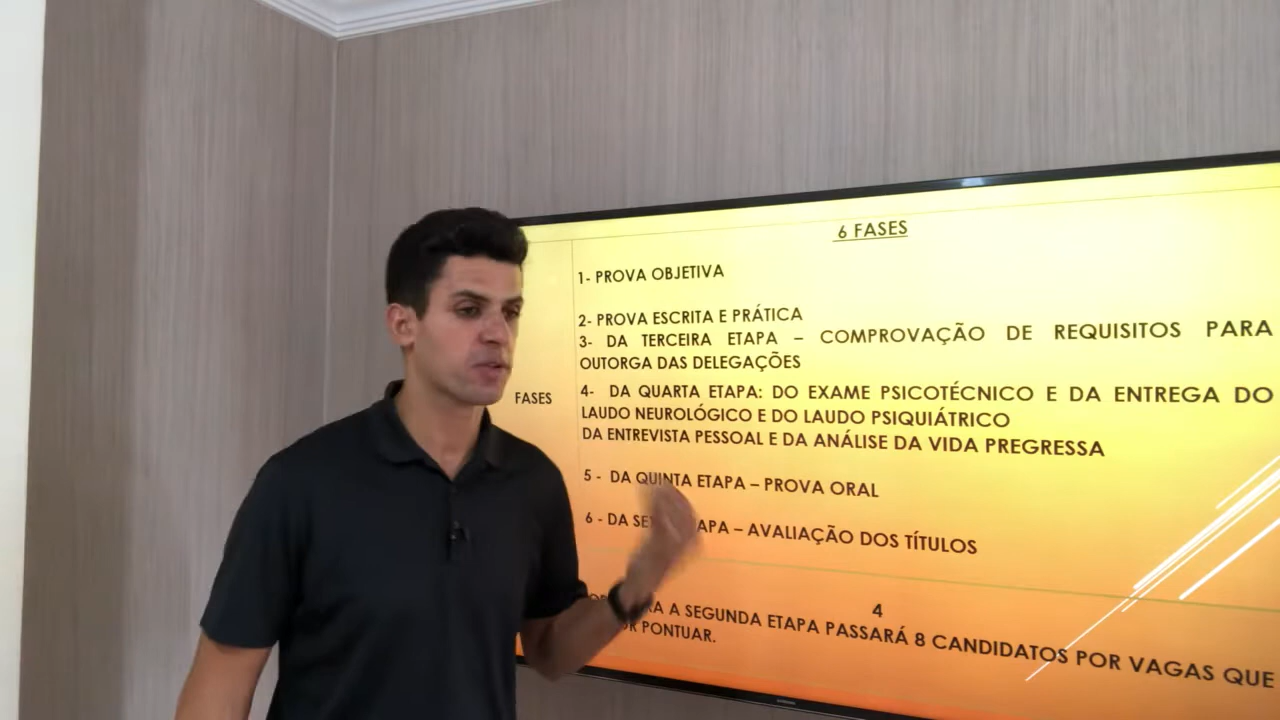 6 FASES
1- PROVA OBJETIVA
2- PROVA ESCRITA E PRÁTICA
3- DA TERCEIRA ETAPA – COMPROVAÇÃO DE REQUISITOS PARA
OUTORGA DAS DELEGAÇÕES
FASES
4- DA QUARTA ETAPA: DO EXAME PSICOTÉCNICO E DA ENTREGA DO
LAUDO NEUROLÓGICO E DO LAUDO PSIQUIÁTRICO
DA ENTREVISTA PESSOAL E DA ANÁLISE DA VIDA PREGRESSA
5 - DA QUINTA ETAPA – PROVA ORAL
6 - DA – AVALIAÇÃO DOS TÍTULOS
4
A SEGUNDA ETAPA PASSARÁ 8 CANDIDATOS POR VAGAS QUE
PONTUAR.